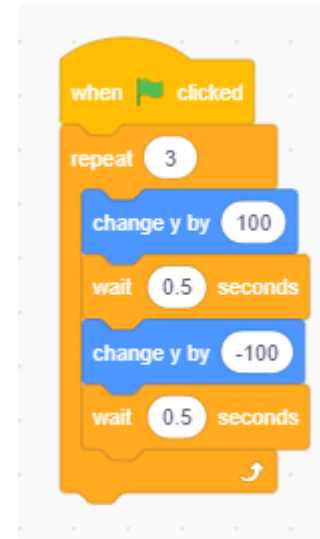 when clicked
repeat 3
change y by 100
wait 0.5 seconds
change y by -100
wait 0.5 seconds